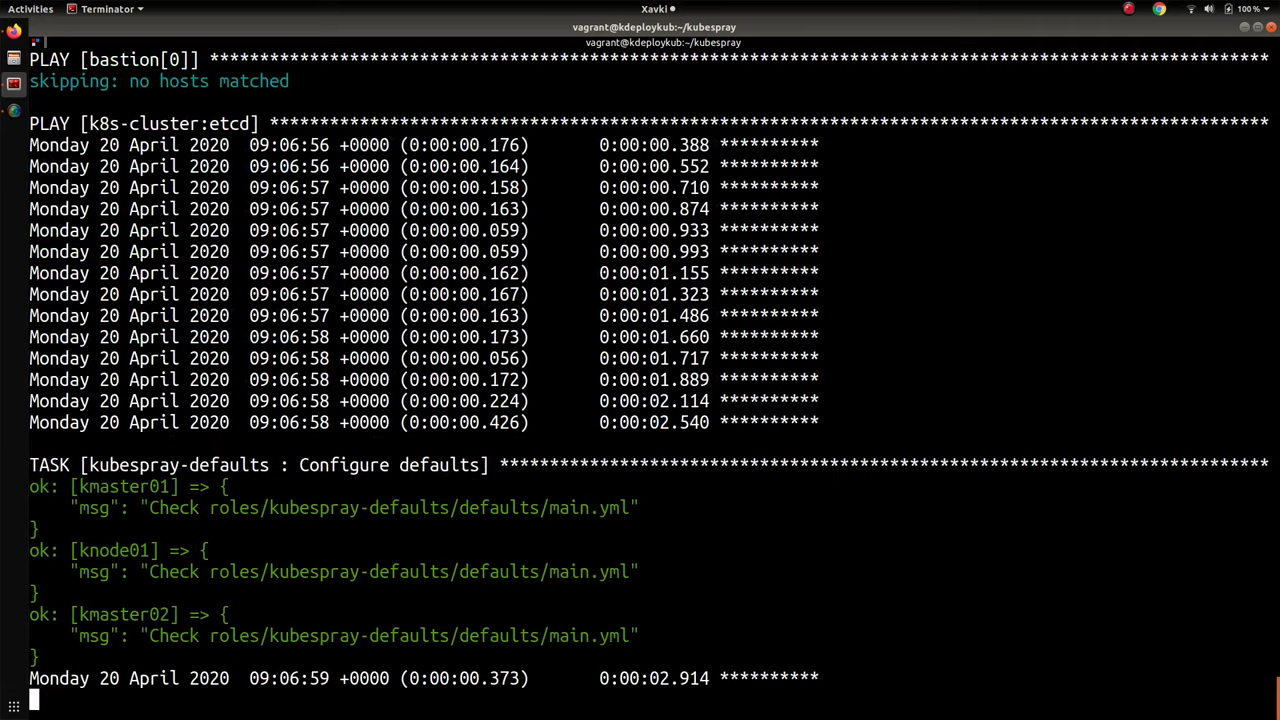 Activities
Terminator
Xavki
100 %
vagrant@kdeploykub:~/kubespray
vagrant@kdeploykub:~/kubespray
PLAY [bastion[0]] **********************************************************************************************************
skipping: no hosts matched
PLAY [k8s-cluster:etcd] ****************************************************************************************************
Monday 20 April 2020  09:06:56 +0000 (0:00:00.176)       0:00:00.388 **********
Monday 20 April 2020  09:06:56 +0000 (0:00:00.164)       0:00:00.552 **********
Monday 20 April 2020  09:06:57 +0000 (0:00:00.158)       0:00:00.710 **********
Monday 20 April 2020  09:06:57 +0000 (0:00:00.163)       0:00:00.874 **********
Monday 20 April 2020  09:06:57 +0000 (0:00:00.059)       0:00:00.933 **********
Monday 20 April 2020  09:06:57 +0000 (0:00:00.059)       0:00:00.993 **********
Monday 20 April 2020  09:06:57 +0000 (0:00:00.162)       0:00:01.155 **********
Monday 20 April 2020  09:06:57 +0000 (0:00:00.167)       0:00:01.323 **********
Monday 20 April 2020  09:06:57 +0000 (0:00:00.163)       0:00:01.486 **********
Monday 20 April 2020  09:06:58 +0000 (0:00:00.173)       0:00:01.660 **********
Monday 20 April 2020  09:06:58 +0000 (0:00:00.056)       0:00:01.717 **********
Monday 20 April 2020  09:06:58 +0000 (0:00:00.172)       0:00:01.889 **********
Monday 20 April 2020  09:06:58 +0000 (0:00:00.224)       0:00:02.114 **********
Monday 20 April 2020  09:06:58 +0000 (0:00:00.426)       0:00:02.540 **********
TASK [kubespray-defaults : Configure defaults] *****************************************************************************
ok: [kmaster01] => {
    "msg": "Check roles/kubespray-defaults/defaults/main.yml"
}
ok: [knode01] => {
    "msg": "Check roles/kubespray-defaults/defaults/main.yml"
}
ok: [kmaster02] => {
    "msg": "Check roles/kubespray-defaults/defaults/main.yml"
}
Monday 20 April 2020  09:06:59 +0000 (0:00:00.373)       0:00:02.914 **********